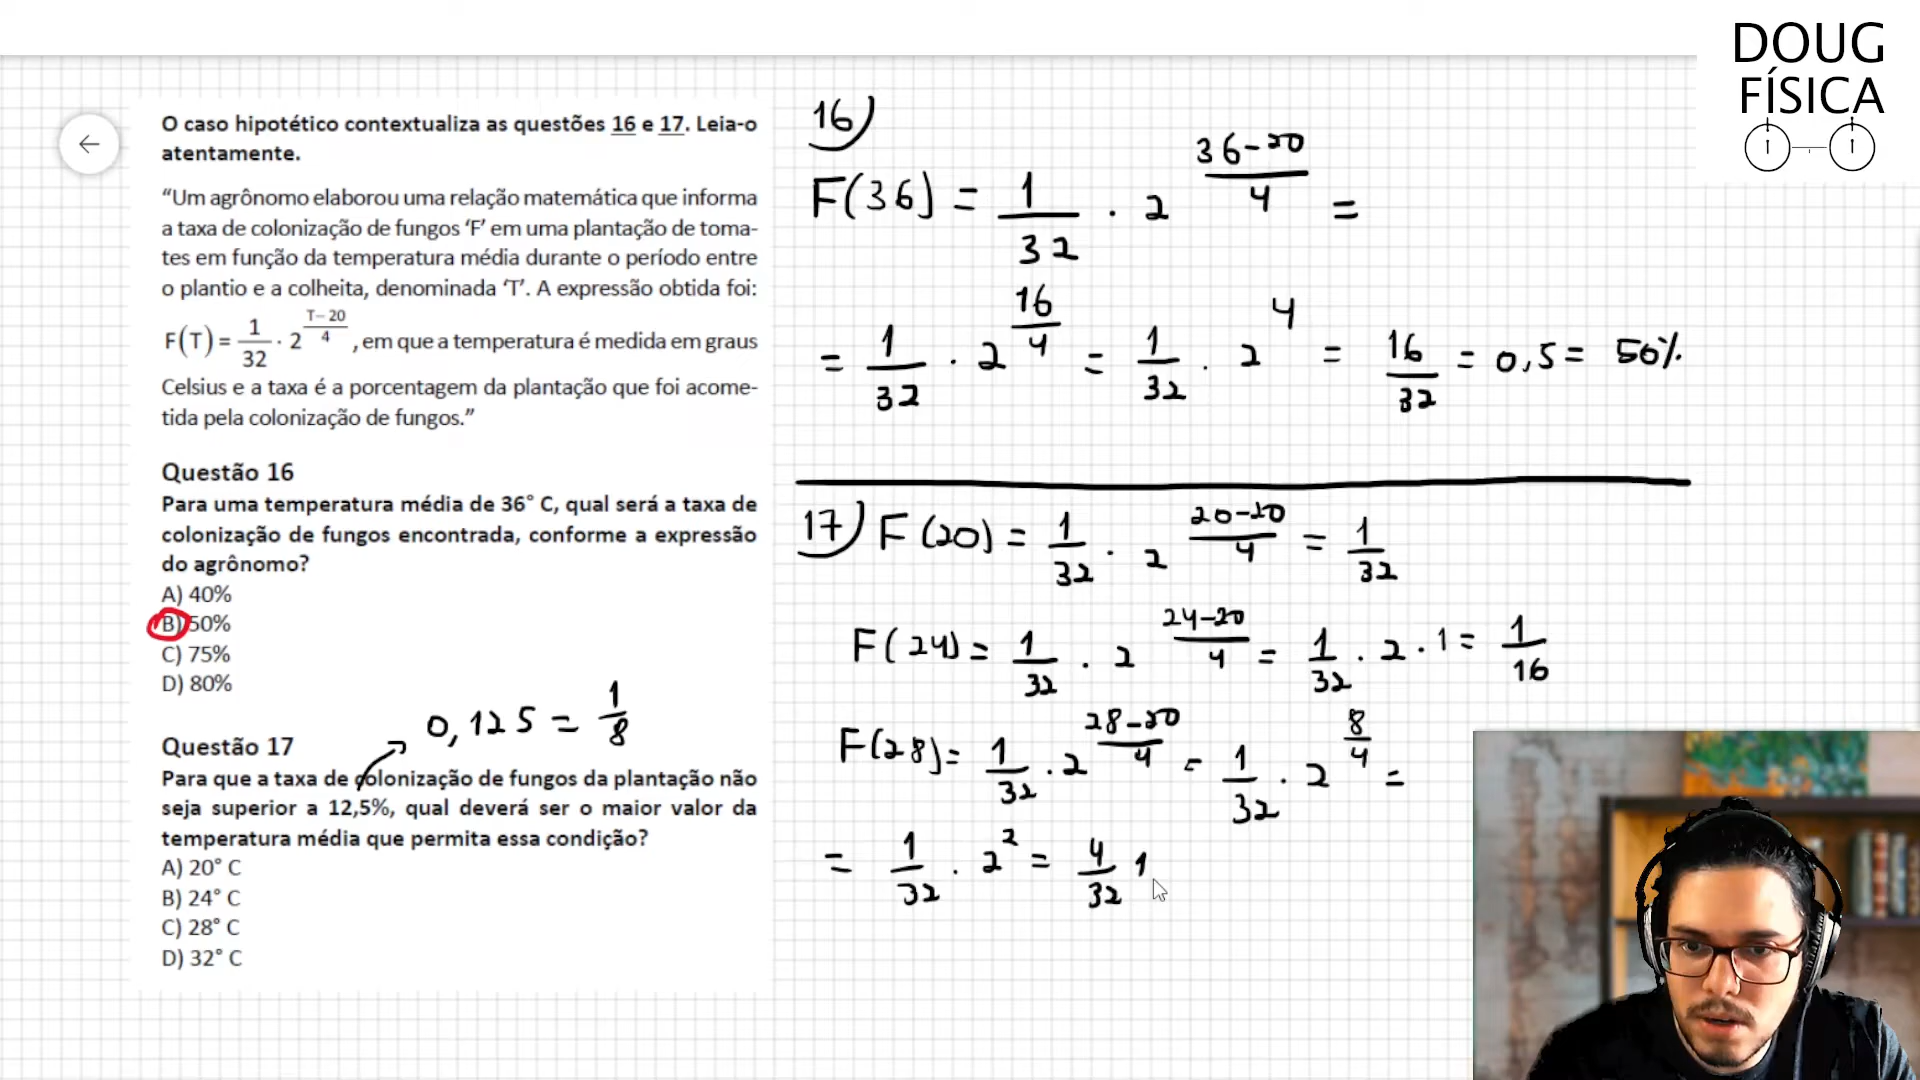 DOUG
FÍSICA
O caso hipotético contextualiza as questões 16 e 17. Leia-o
atentamente.
“Um agrônomo elaborou uma relação matemática que informa
a taxa de colonização de fungos ‘F’ em uma plantação de toma-
tes em função da temperatura média durante o período entre
o plantio e a colheita, denominada ‘T’. A expressão obtida foi:
F(T) = 1/32 · 2^((T−20)/4), em que a temperatura é medida em graus
Celsius e a taxa é a porcentagem da plantação que foi acome-
tida pela colonização de fungos.”
Questão 16
Para uma temperatura média de 36° C, qual será a taxa de
colonização de fungos encontrada, conforme a expressão
do agrônomo?
A) 40%
B) 50%
C) 75%
D) 80%
0,125 = 1/8
Questão 17
Para que a taxa de colonização de fungos da plantação não
seja superior a 12,5%, qual deverá ser o maior valor da
temperatura média que permita essa condição?
A) 20° C
B) 24° C
C) 28° C
D) 32° C
16)
F(36) = 1/32 · 2^((36-20)/4) =
= 1/32 · 2^(16/4) = 1/32 · 2^4 = 16/32 = 0,5 = 50%
17) F(20) = 1/32 · 2^((20-20)/4) = 1/32
F(24) = 1/32 · 2^((24-20)/4) = 1/32 · 2 · 1 = 1/16
F(28) = 1/32 · 2^((28-20)/4) = 1/32 · 2^(8/4) =
= 1/32 · 2^2 = 4/32 1